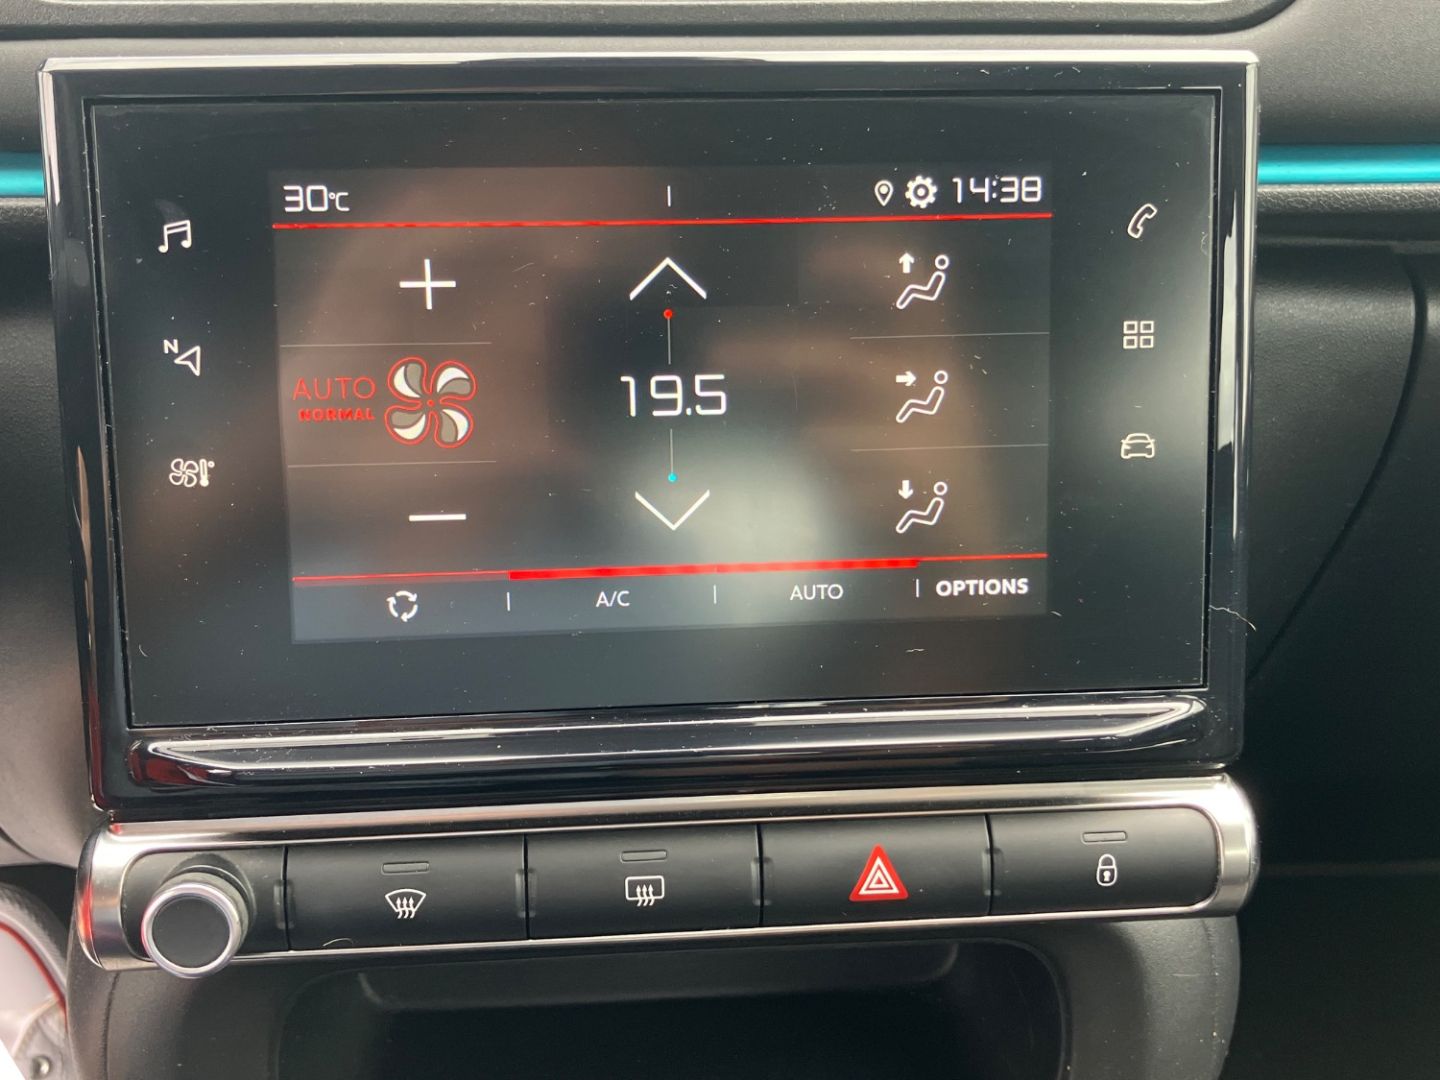 30°C
14:38
N
AUTO
NORMAL
19.5
A/C
AUTO
OPTIONS